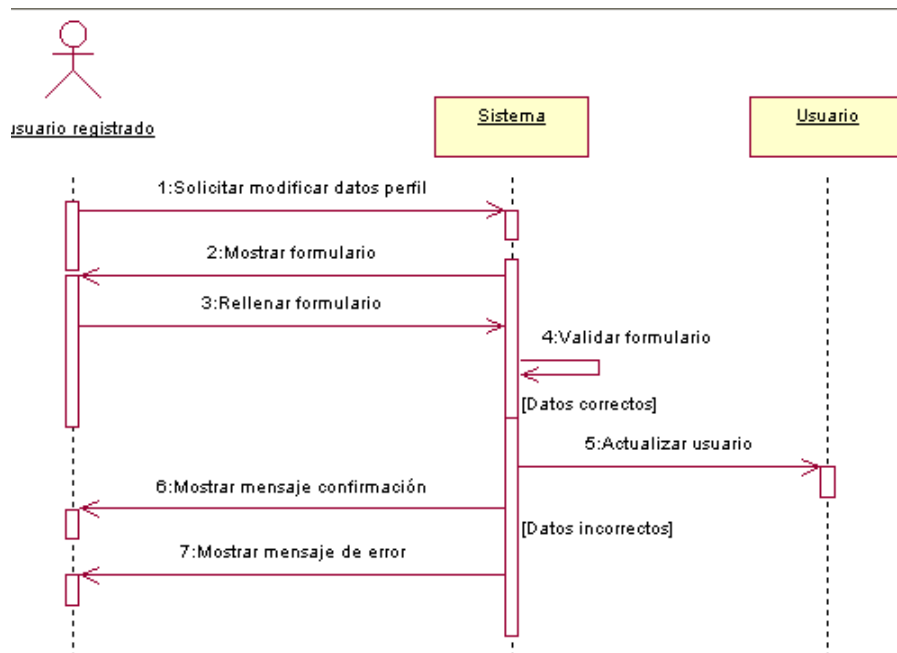 Sistema
Usuario
usuario registrado
1:Solicitar modificar datos perfil
2:Mostrar formulario
3:Rellenar formulario
4:Validar formulario
[Datos correctos]
5:Actualizar usuario
6:Mostrar mensaje confirmación
[Datos incorrectos]
7:Mostrar mensaje de error